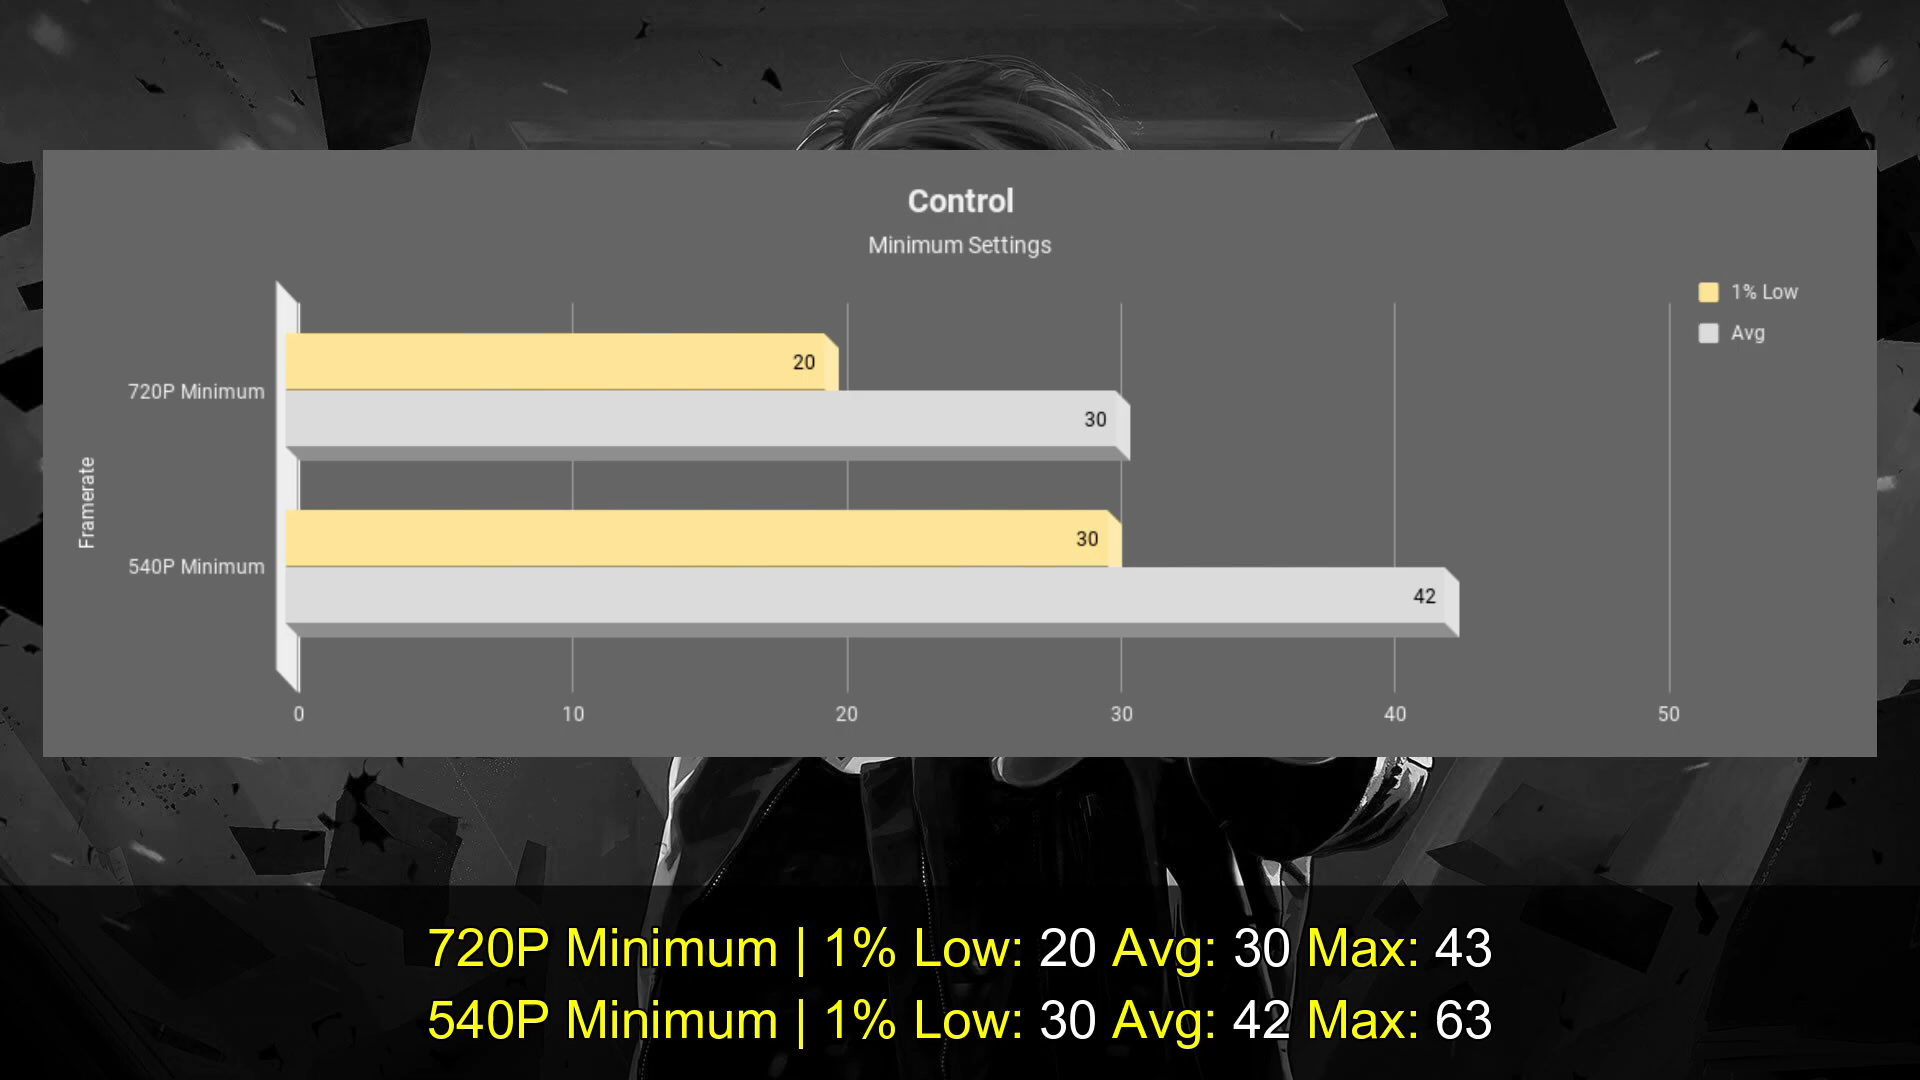 Control
Minimum Settings
1% Low
Avg
720P Minimum
20
30
Framerate
540P Minimum
30
42
0 10 20 30 40 50
720P Minimum | 1% Low: 20 Avg: 30 Max: 43
540P Minimum | 1% Low: 30 Avg: 42 Max: 63